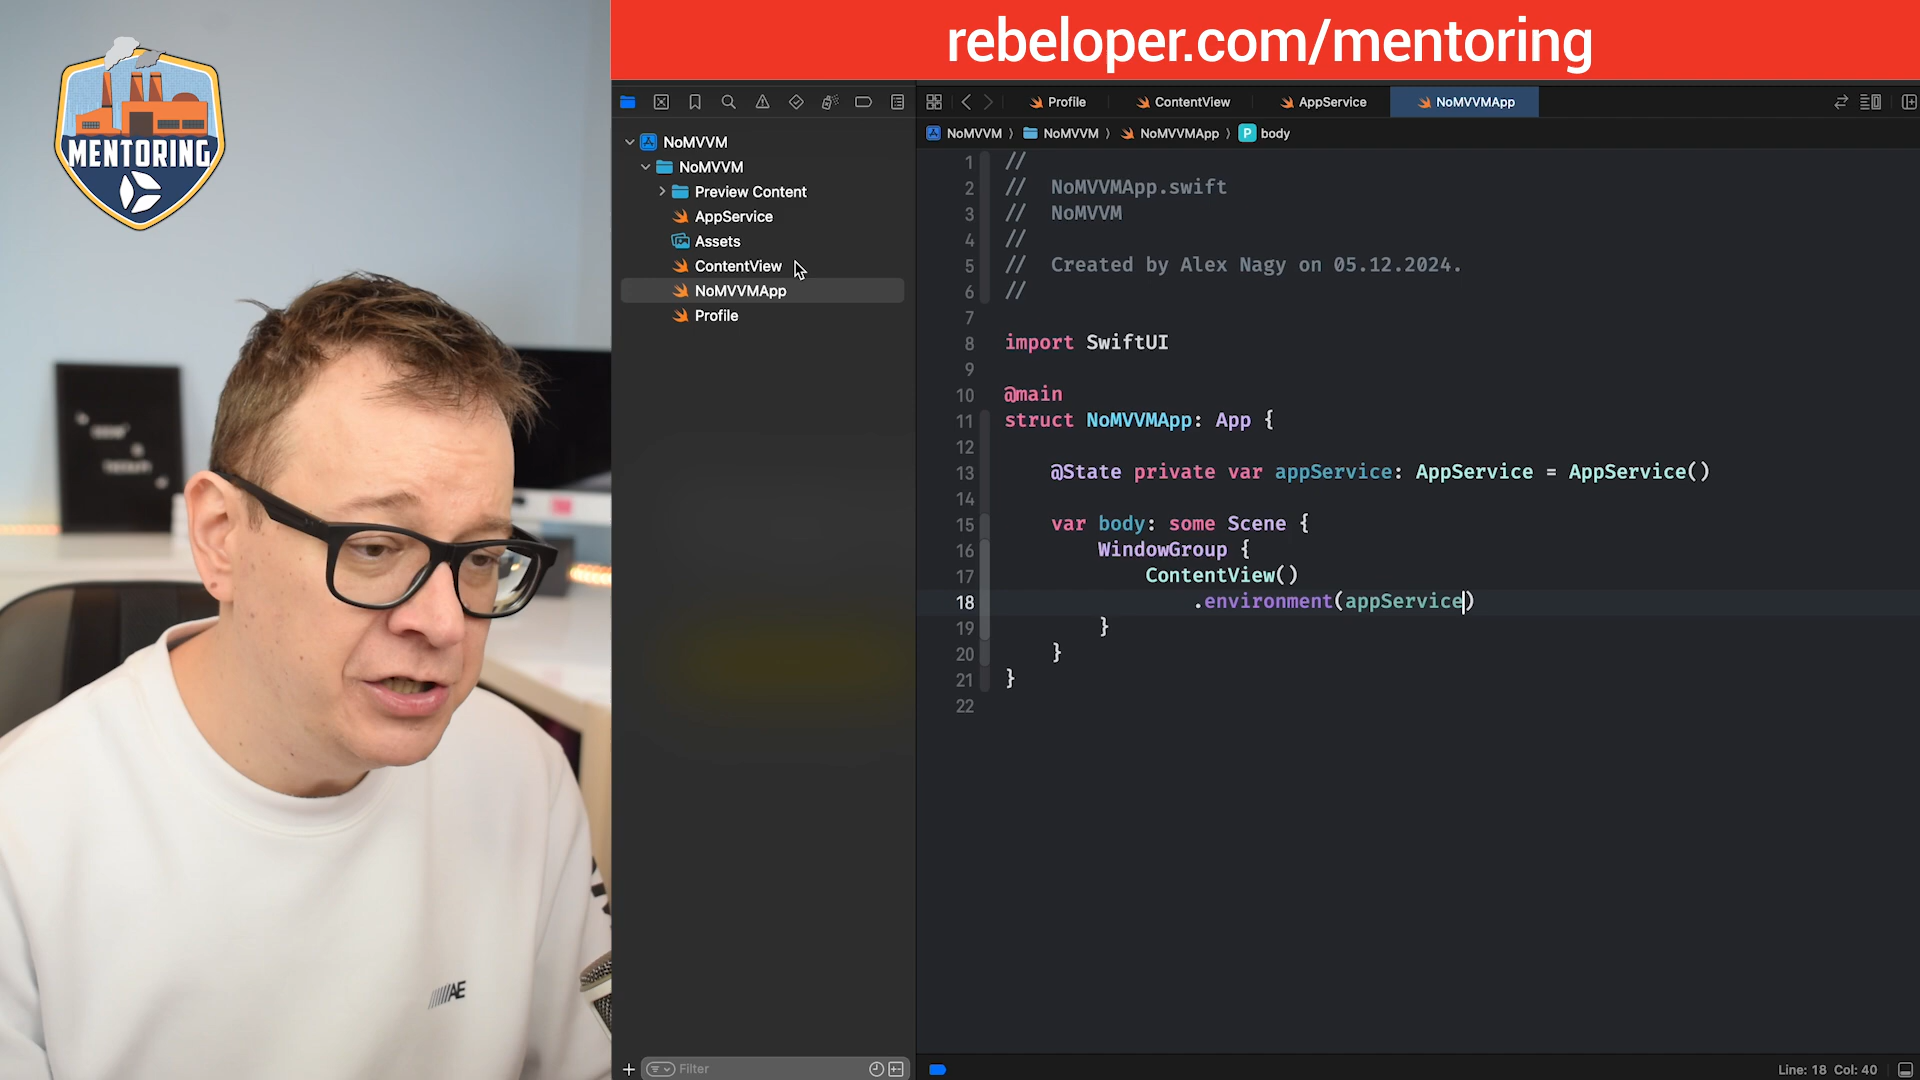 rebeloper.com/mentoring
MENTORING
Profile
ContentView
AppService
NoMVVMApp
NoMVVM
NoMVVM
NoMVVMApp
P
body
NoMVVM
NoMVVM
Preview Content
AppService
Assets
ContentView
NoMVVMApp
Profile
1 //
2 // NoMVVMApp.swift
3 // NoMVVM
4 //
5 // Created by Alex Nagy on 05.12.2024.
6 //
7
8 import SwiftUI
9
10 @main
11 struct NoMVVMApp: App {
12
13 @State private var appService: AppService = AppService()
14
15 var body: some Scene {
16 WindowGroup {
17 ContentView()
18 .environment(appService)
19 }
20 }
21 }
22
AE
Filter
Line: 18 Col: 40